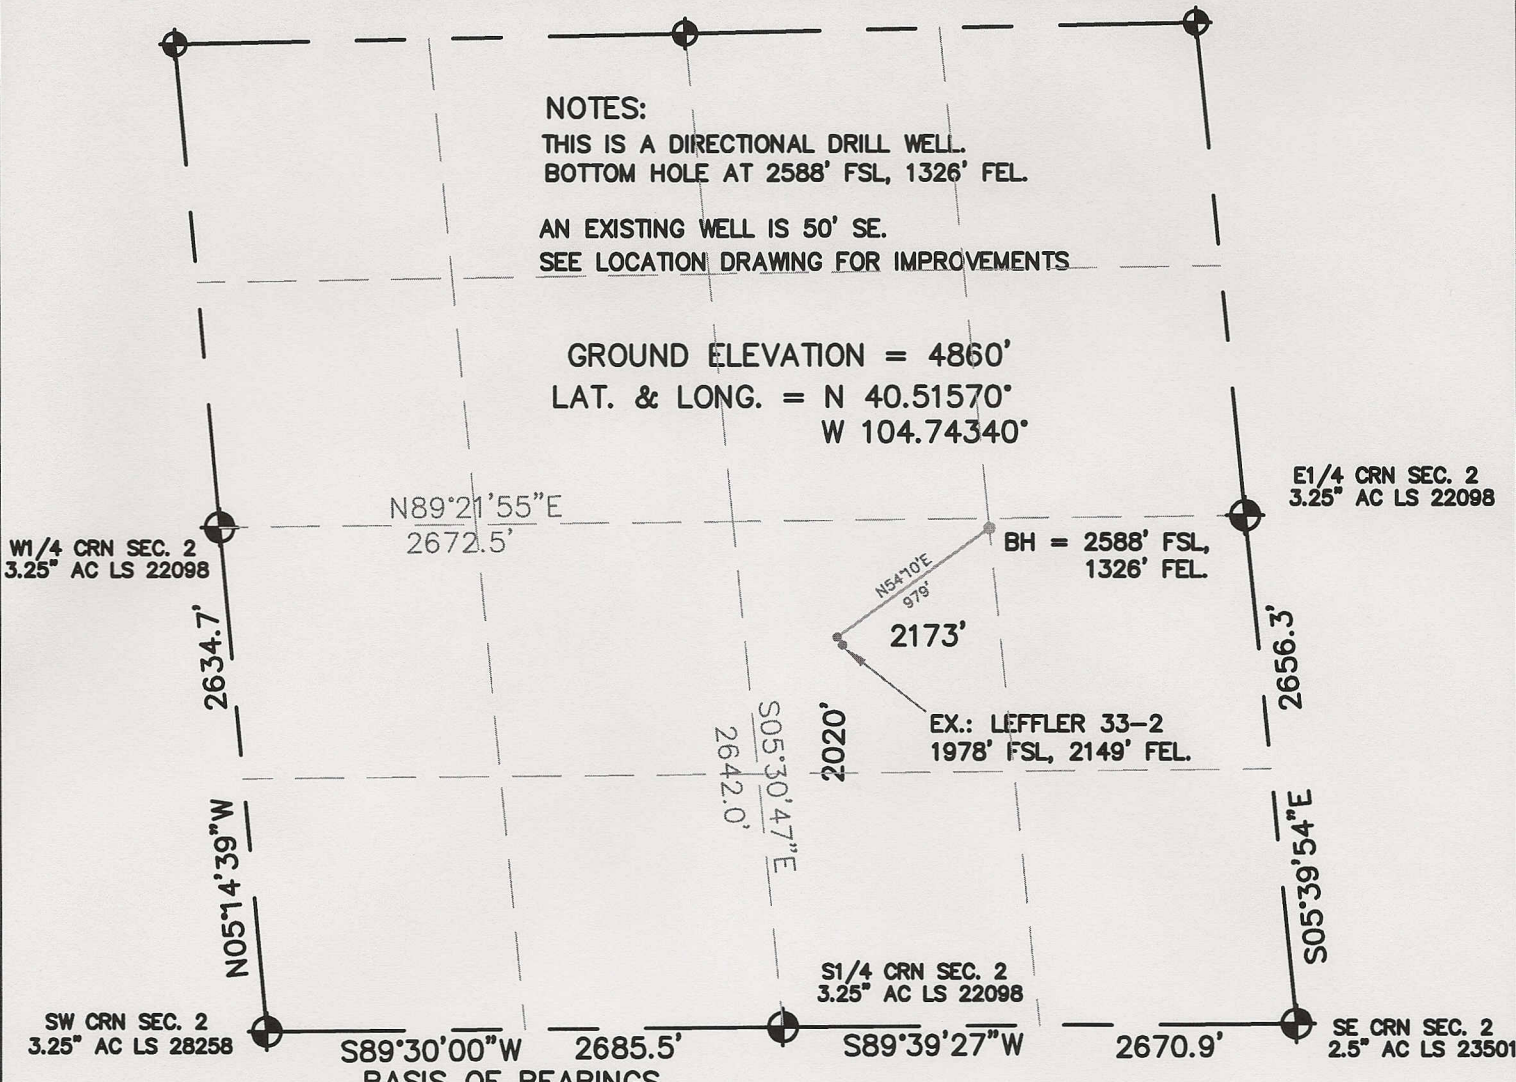 NOTES:
THIS IS A DIRECTIONAL DRILL WELL.
BOTTOM HOLE AT 2588' FSL, 1326' FEL.
AN EXISTING WELL IS 50' SE.
SEE LOCATION DRAWING FOR IMPROVEMENTS
GROUND ELEVATION = 4860'
LAT. & LONG. = N 40.51570°
W 104.74340°
E1/4 CRN SEC. 2
3.25" AC LS 22098
N89°21'55"E
2672.5'
W1/4 CRN SEC. 2
3.25" AC LS 22098
BH = 2588' FSL,
1326' FEL.
N54°10'E
979'
2173'
2634.7'
2656.3'
EX.: LEFFLER 33-2
1978' FSL, 2149' FEL.
2020'
S05°30'47"E
2642.0'
N05°14'39"W
S05°39'54"E
S1/4 CRN SEC. 2
3.25" AC LS 22098
SW CRN SEC. 2
3.25" AC LS 28258
S89°30'00"W 2685.5'
S89°39'27"W 2670.9'
SE CRN SEC. 2
2.5" AC LS 23501
BASIS OF BEARINGS